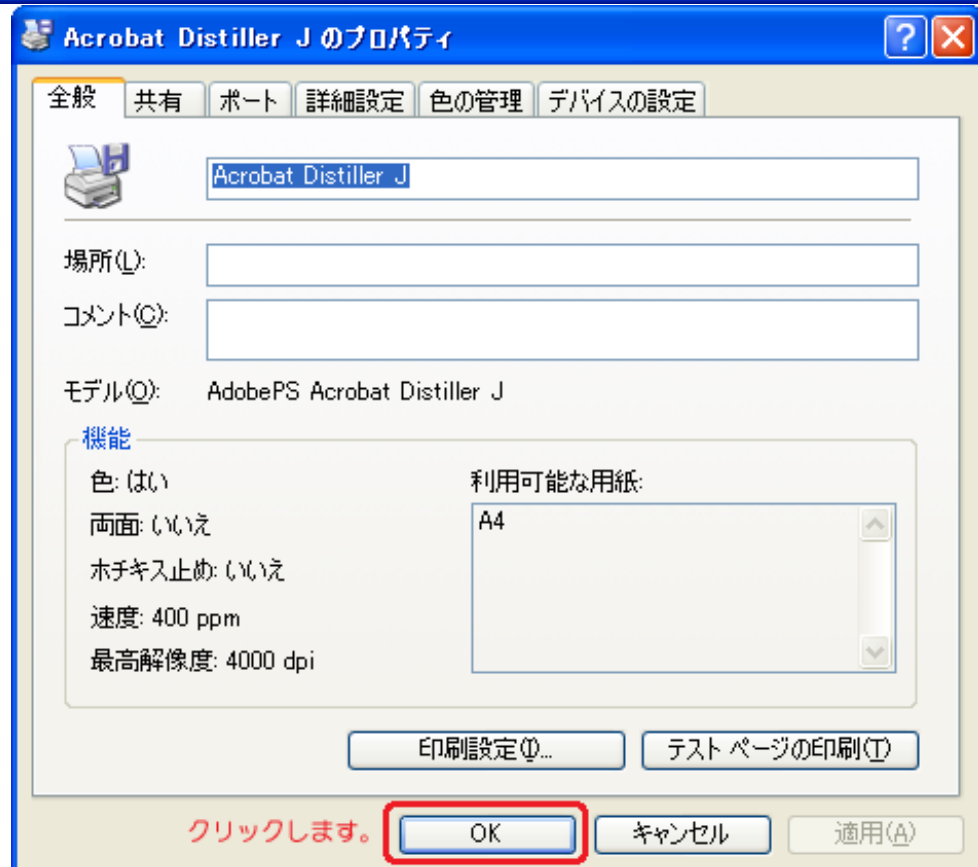 Acrobat Distiller J のプロパティ
全般 共有 ポート 詳細設定 色の管理 デバイスの設定
Acrobat Distiller J
場所(L):
コメント(C):
モデル(O): AdobePS Acrobat Distiller J
機能
色: はい
利用可能な用紙:
両面: いいえ
A4
ホチキス止め: いいえ
速度: 400 ppm
最高解像度: 4000 dpi
印刷設定(I)... テスト ページの印刷(T)
クリックします。 OK キャンセル 適用(A)